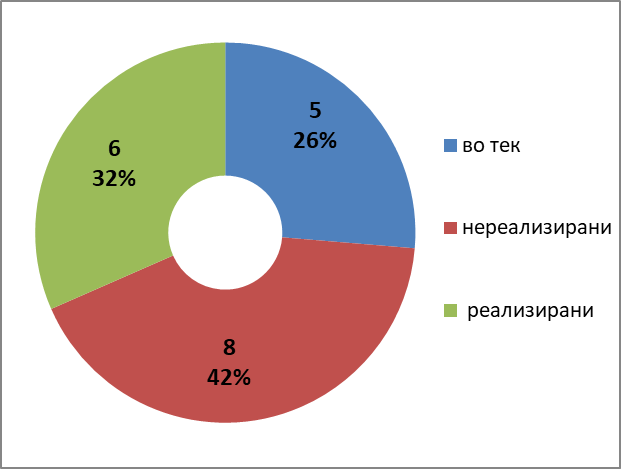 5
26%
6
32%
8
42%
во тек
нереализирани
реализирани